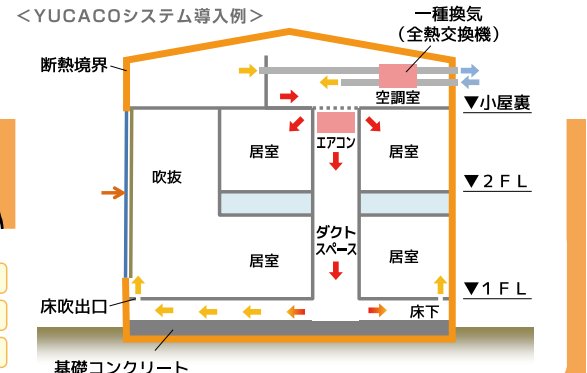 ＜YUCACOシステム導入例＞
一種換気
（全熱交換機）
断熱境界
空調室
▼小屋裏
エアコン
居室
居室
吹抜
▼２ＦＬ
ダクト
スペース
居室
居室
▼１ＦＬ
床吹出口
床下
基礎コンクリート